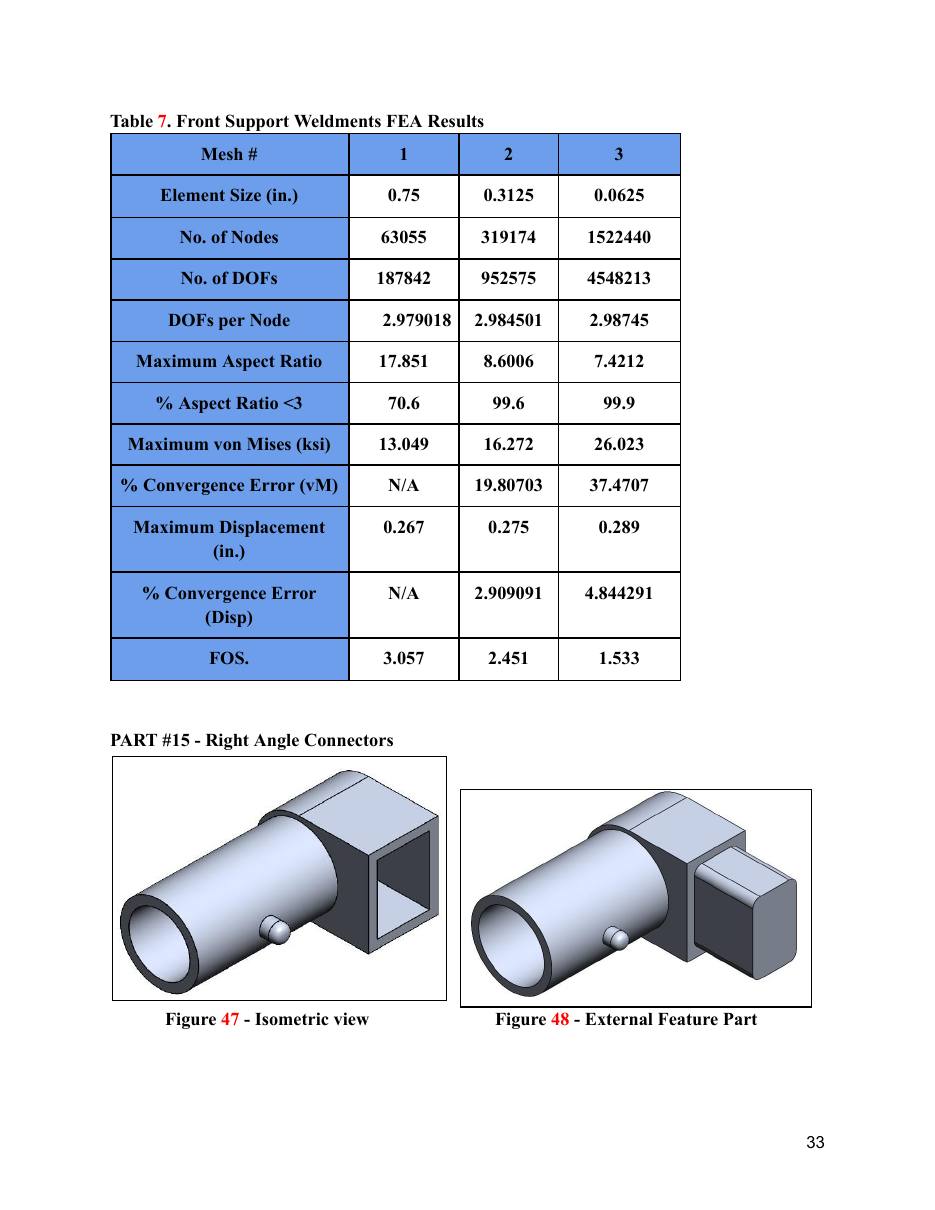 Table 7. Front Support Weldments FEA Results
Mesh # 1 2 3
Element Size (in.) 0.75 0.3125 0.0625
No. of Nodes 63055 319174 1522440
No. of DOFs 187842 952575 4548213
DOFs per Node 2.979018 2.984501 2.98745
Maximum Aspect Ratio 17.851 8.6006 7.4212
% Aspect Ratio <3 70.6 99.6 99.9
Maximum von Mises (ksi) 13.049 16.272 26.023
% Convergence Error (vM) N/A 19.80703 37.4707
Maximum Displacement 0.267 0.275 0.289
(in.)
% Convergence Error N/A 2.909091 4.844291
(Disp)
FOS. 3.057 2.451 1.533
PART #15 - Right Angle Connectors
Figure 47 - Isometric view
Figure 48 - External Feature Part
33